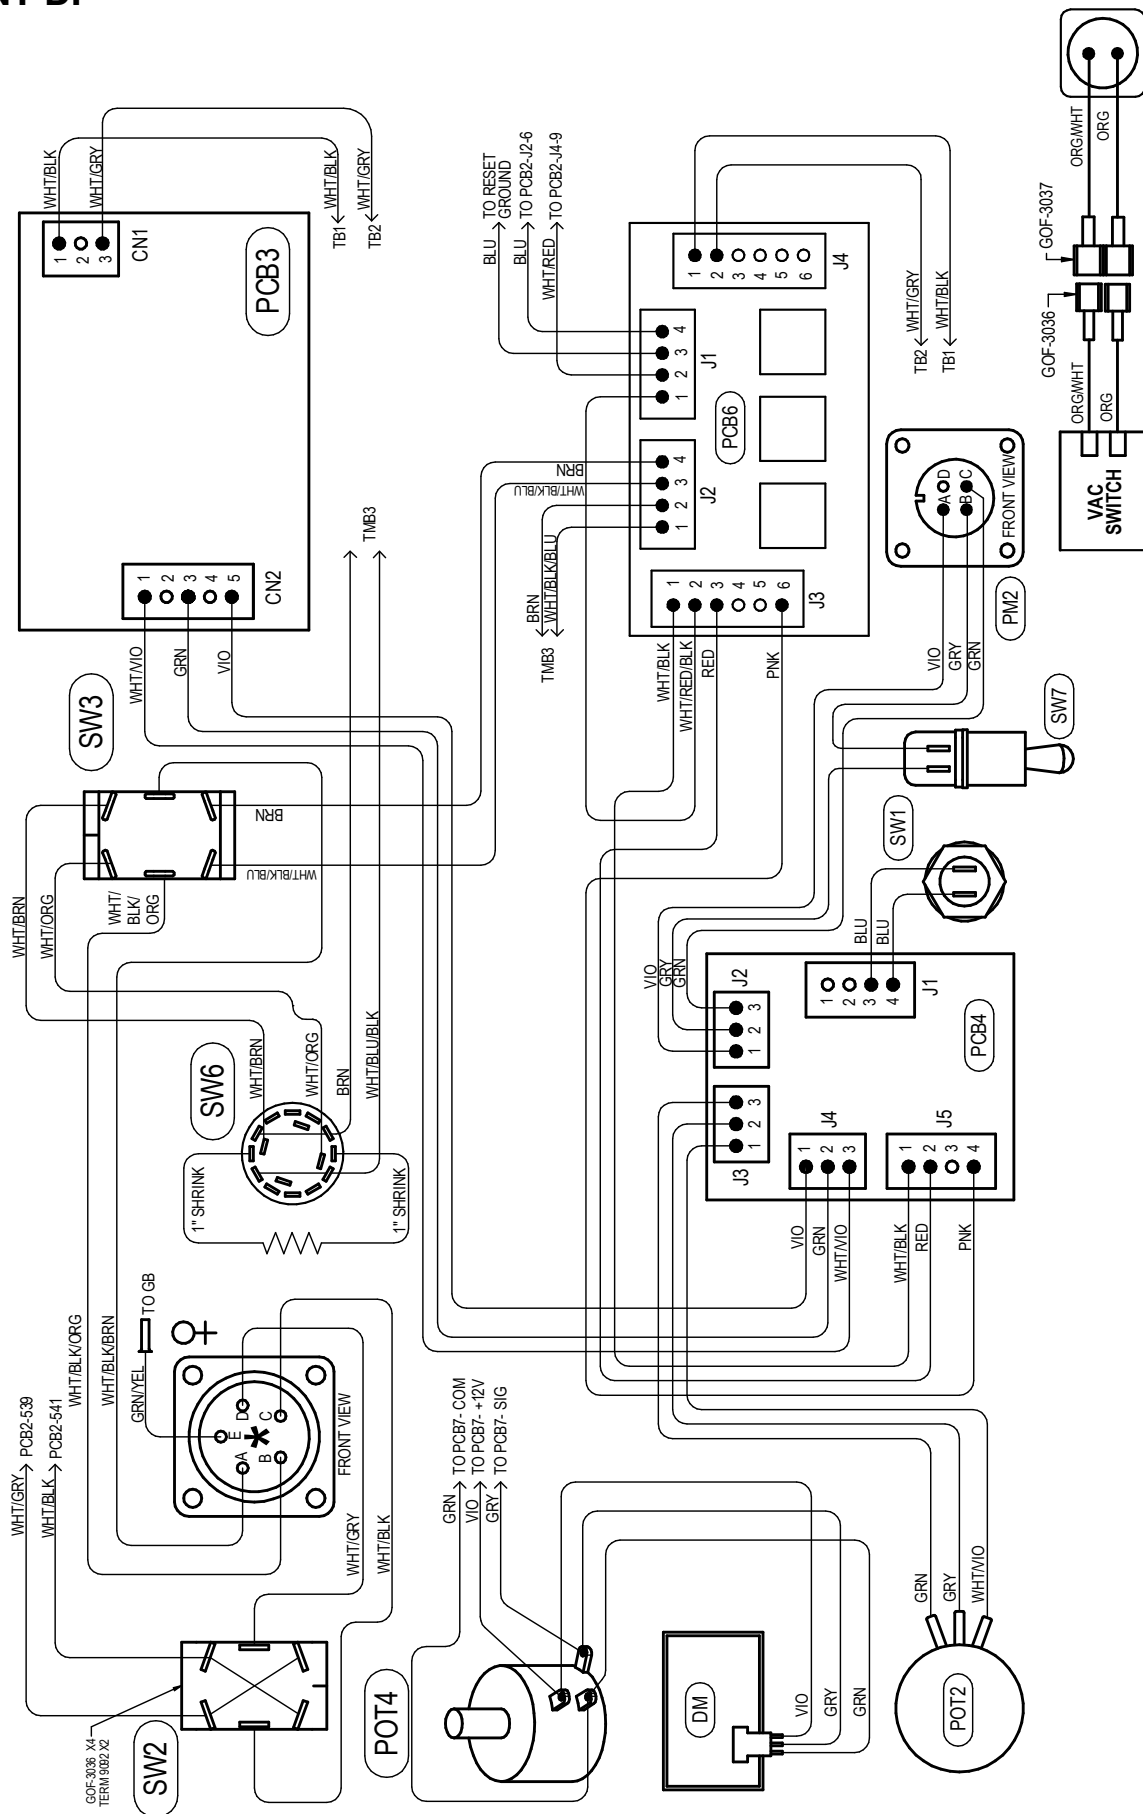 NT B.
WHT/BLK
WHT/GRY
1
2
3
CN1
PCB3
TB1
WHT/BLK
TB2
WHT/GRY
1
2
3
4
5
CN2
WHT/VIO
GRN
VIO
SW3
TMB3
BRN
WHT/BLK/BLU
WHT/BRN
WHT/ORG
WHT/
BLK/
ORG
SW6
WHT/BRN
WHT/ORG
BRN
WHT/BLU/BLK
1" SHRINK
1" SHRINK
WHT/BLK/ORG
WHT/BLK/BRN
GRN/YEL
TO GB
A
B
C
D
E
*
FRONT VIEW
WHT/GRY
PCB2-539
WHT/BLK
PCB2-541
WHT/GRY
WHT/BLK
GOF-3036 X4
TERM 9092 X2
SW2
BLU
TO RESET
GROUND
BLU
TO PCB2-J2-6
WHT/RED
TO PCB2-J4-9
1
2
3
4
5
6
J4
4
3
2
1
J1
PCB6
4
3
2
1
J2
BRN
WHT/BLK/BLU
BRN
WHT/BLK/BLU
TMB3
1
2
3
4
5
6
J3
WHT/BLK
WHT/RED/BLK
RED
PNK
TB2
WHT/GRY
TB1
WHT/BLK
A
B
C
D
FRONT VIEW
PM2
VIO
GRY
GRN
SW7
SW1
BLU
BLU
VIO
GRY
GRN
1
2
3
J2
1
2
3
4
J1
PCB4
1
2
3
J3
1
2
3
J4
1
2
3
4
J5
VIO
GRN
WHT/VIO
WHT/BLK
RED
PNK
GRN
TO PCB7- COM
VIO
TO PCB7- +12V
GRY
TO PCB7- SIG
POT4
DM
VIO
GRY
GRN
GRN
GRY
WHT/VIO
POT2
ORG/WHT
ORG
GOF-3037
GOF-3036
ORG/WHT
ORG
VAC
SWITCH